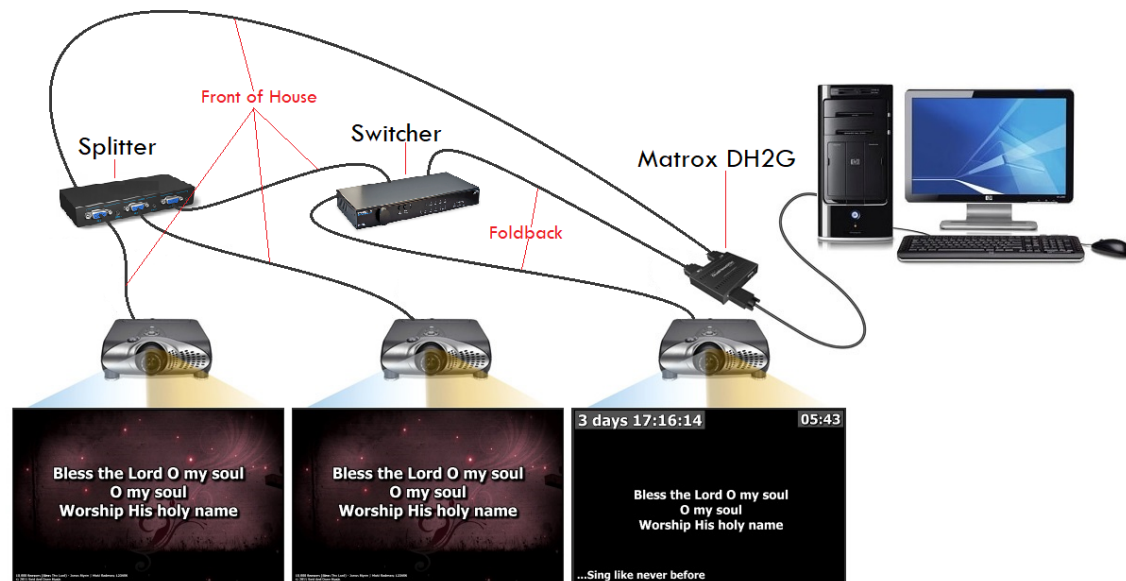 Front of House
Splitter
Switcher
Matrox DH2G
Foldback
Bless the Lord O my soul
O my soul
Worship His holy name
Bless the Lord O my soul
O my soul
Worship His holy name
3 days 17:16:14
05:43
Bless the Lord O my soul
O my soul
Worship His holy name
...Sing like never before